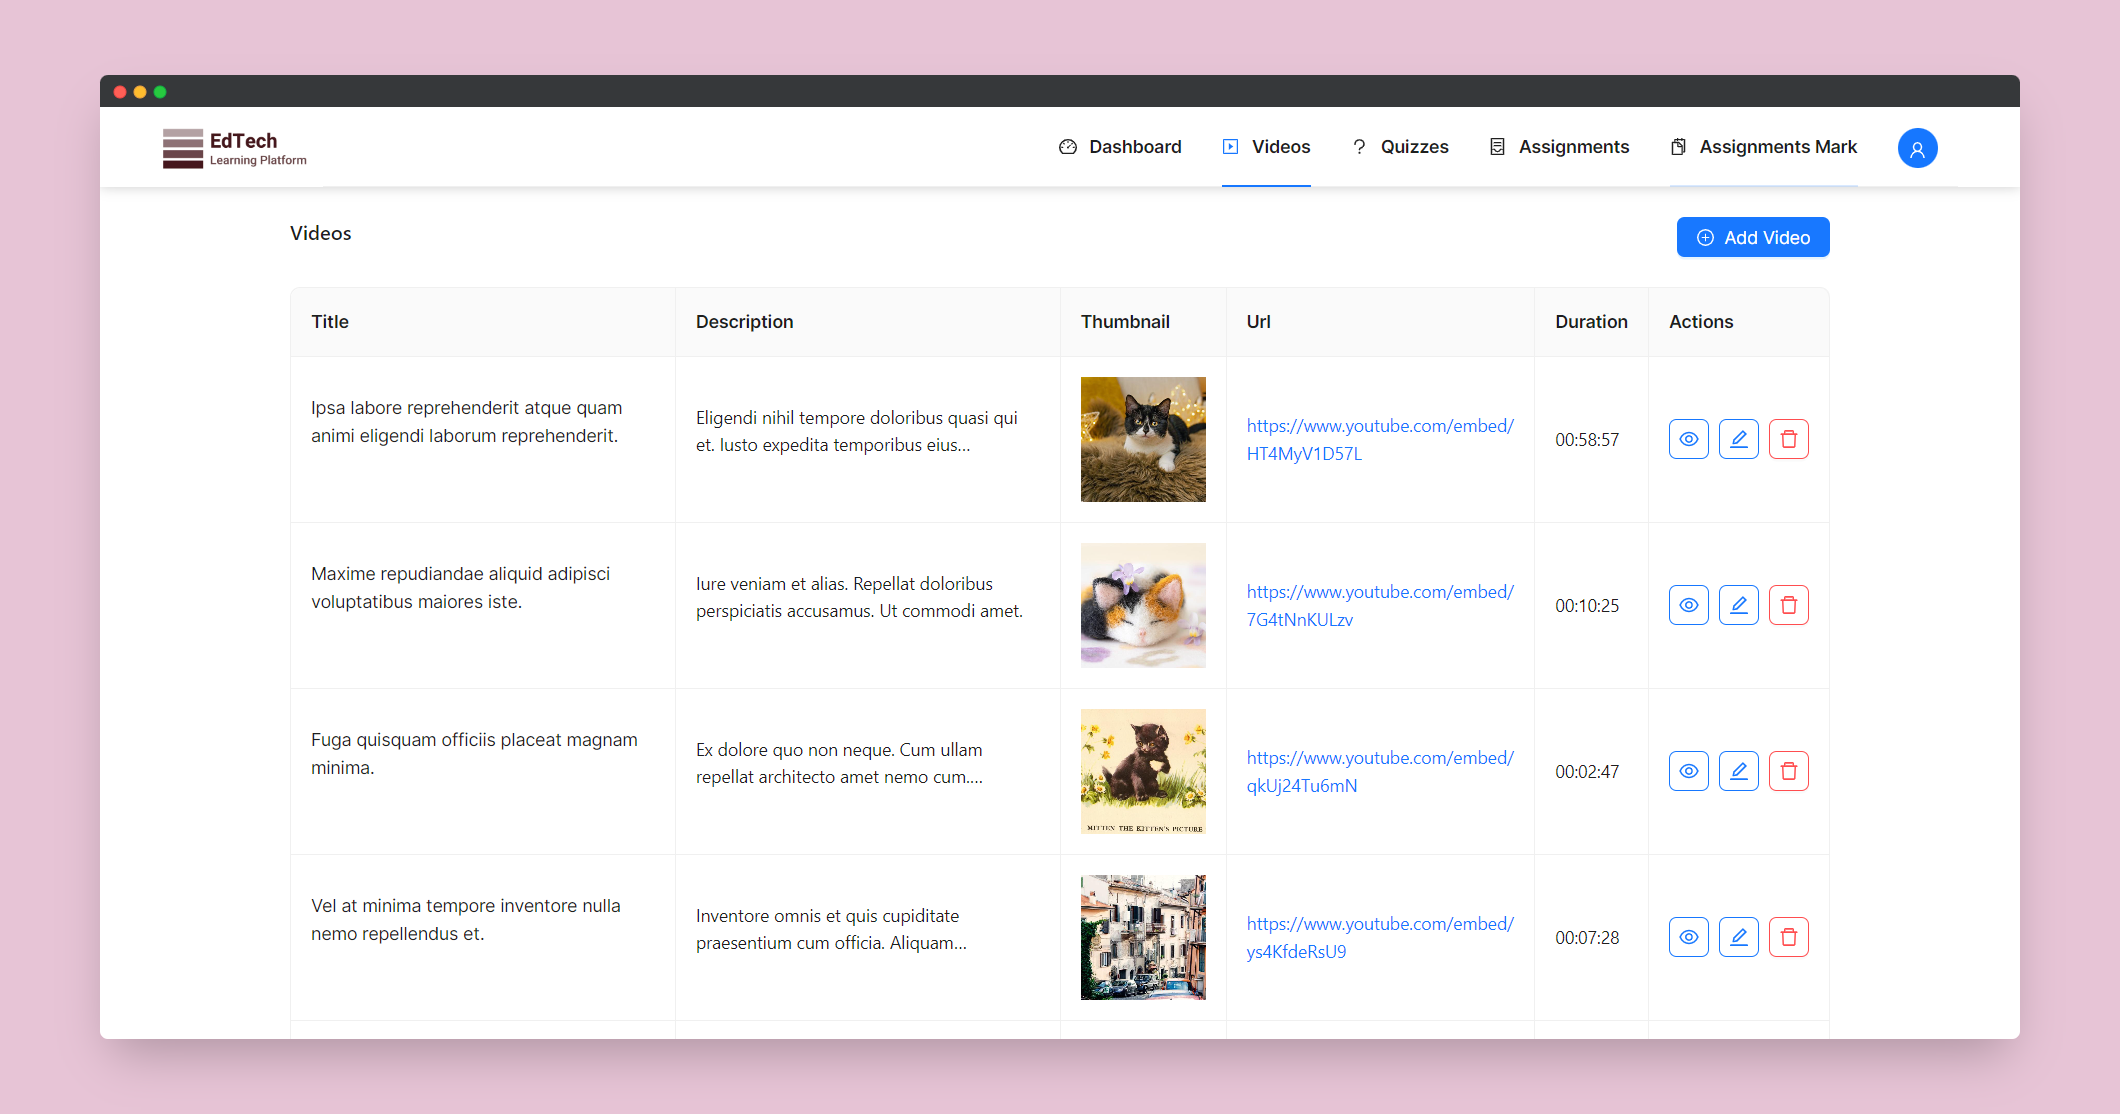 EdTech
Learning Platform
Dashboard
Videos
? Quizzes
Assignments
Assignments Mark
Videos
Add Video
Title
Description
Thumbnail
Url
Duration
Actions
Ipsa labore reprehenderit atque quam
animi eligendi laborum reprehenderit.
Eligendi nihil tempore doloribus quasi qui
et. Iusto expedita temporibus eius...
https://www.youtube.com/embed/
HT4MyV1D57L
00:58:57
Maxime repudiandae aliquid adipisci
voluptatibus maiores iste.
Iure veniam et alias. Repellat doloribus
perspiciatis accusamus. Ut commodi amet.
https://www.youtube.com/embed/
7G4tNnKULzv
00:10:25
Fuga quisquam officiis placeat magnam
minima.
Ex dolore quo non neque. Cum ullam
repellat architecto amet nemo cum....
MITTEN THE KITTEN'S PICTURE
https://www.youtube.com/embed/
qkUj24Tu6mN
00:02:47
Vel at minima tempore inventore nulla
nemo repellendus et.
Inventore omnis et quis cupiditate
praesentium cum officia. Aliquam...
https://www.youtube.com/embed/
ys4KfdeRsU9
00:07:28